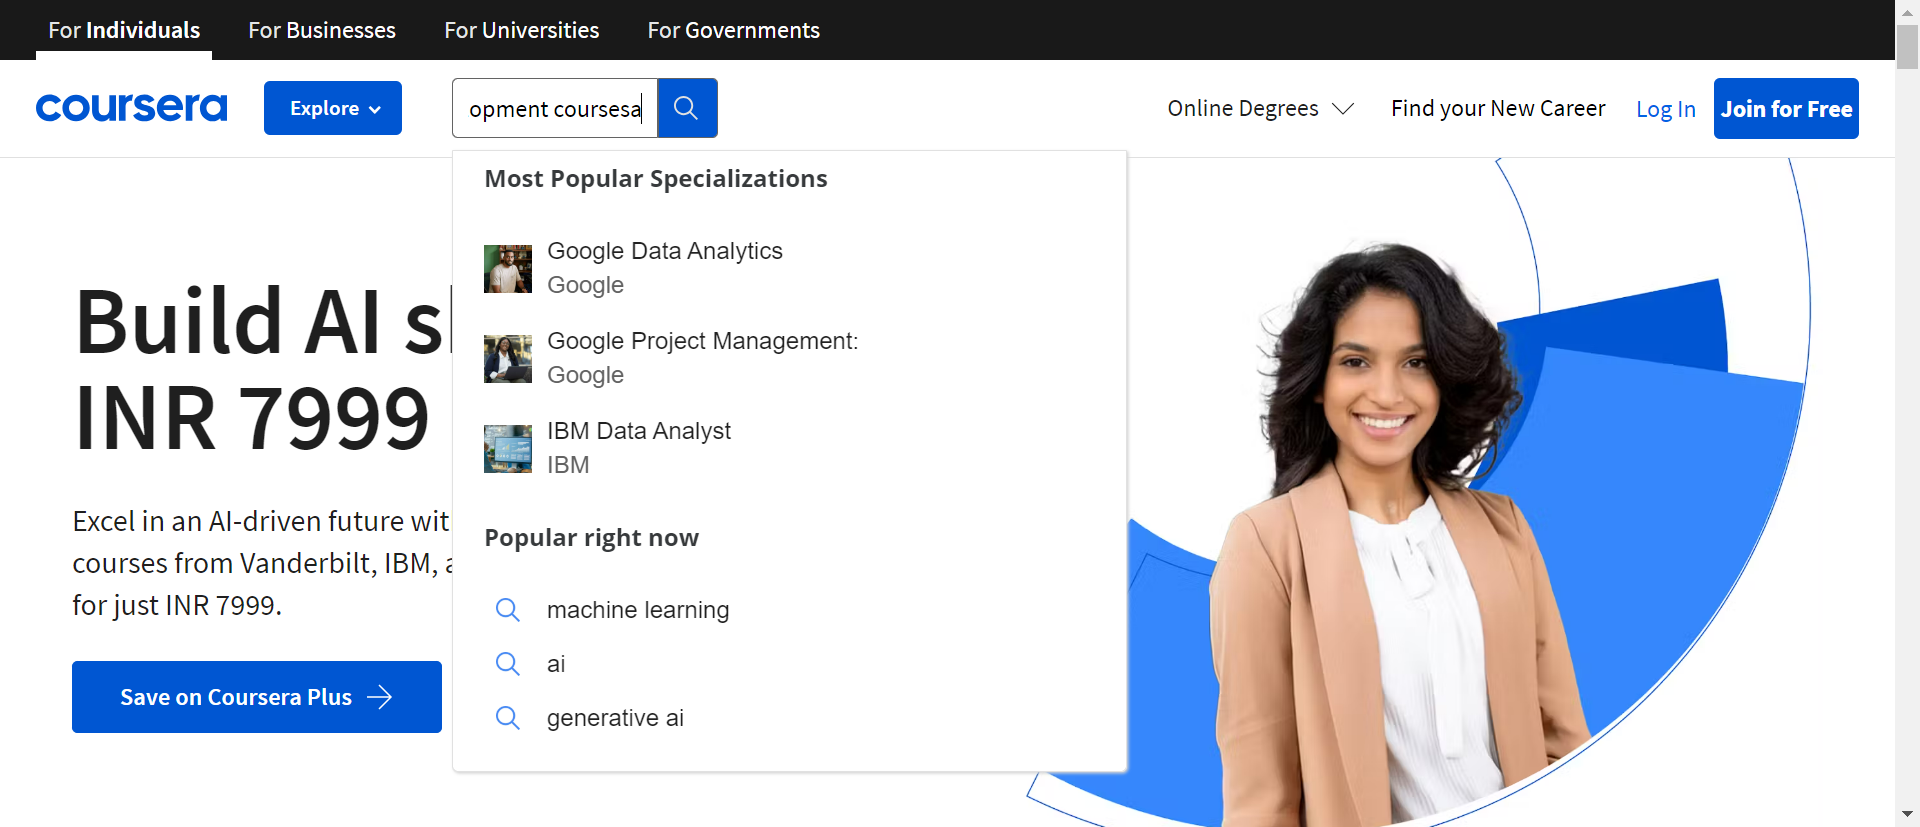 For Individuals
For Businesses
For Universities
For Governments
coursera
Explore
opment coursesa
Online Degrees
Find your New Career
Log In
Join for Free
Most Popular Specializations
Google Data Analytics
Google
Google Project Management:
Google
IBM Data Analyst
IBM
Popular right now
machine learning
ai
generative ai
Build AI
INR 7999
Excel in an AI-driven future
courses from Vanderbilt, IBM,
for just INR 7999.
Save on Coursera Plus